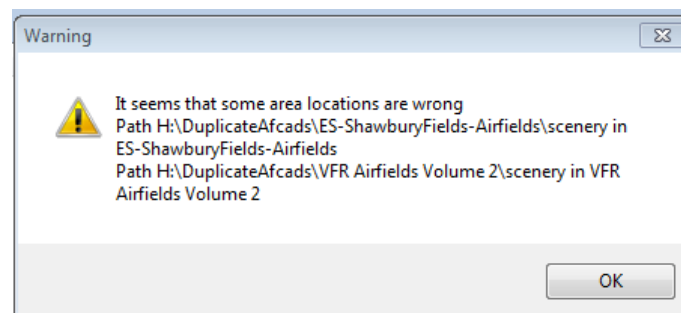 Warning
It seems that some area locations are wrong
Path H:\DuplicateAfcads\ES-ShawburyFields-Airfields\scenery in
ES-ShawburyFields-Airfields
Path H:\DuplicateAfcads\VFR Airfields Volume 2\scenery in VFR
Airfields Volume 2
OK